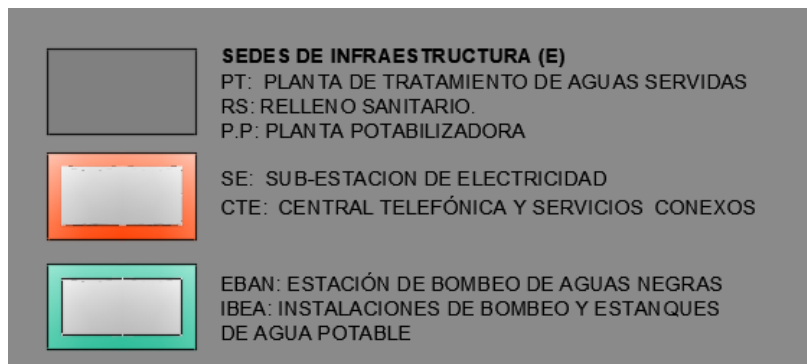 SEDES DE INFRAESTRUCTURA (E)
PT: PLANTA DE TRATAMIENTO DE AGUAS SERVIDAS
RS: RELLENO SANITARIO.
P.P: PLANTA POTABILIZADORA
SE: SUB-ESTACION DE ELECTRICIDAD
CTE: CENTRAL TELEFÓNICA Y SERVICIOS CONEXOS
EBAN: ESTACIÓN DE BOMBEO DE AGUAS NEGRAS
IBEA: INSTALACIONES DE BOMBEO Y ESTANQUES
DE AGUA POTABLE